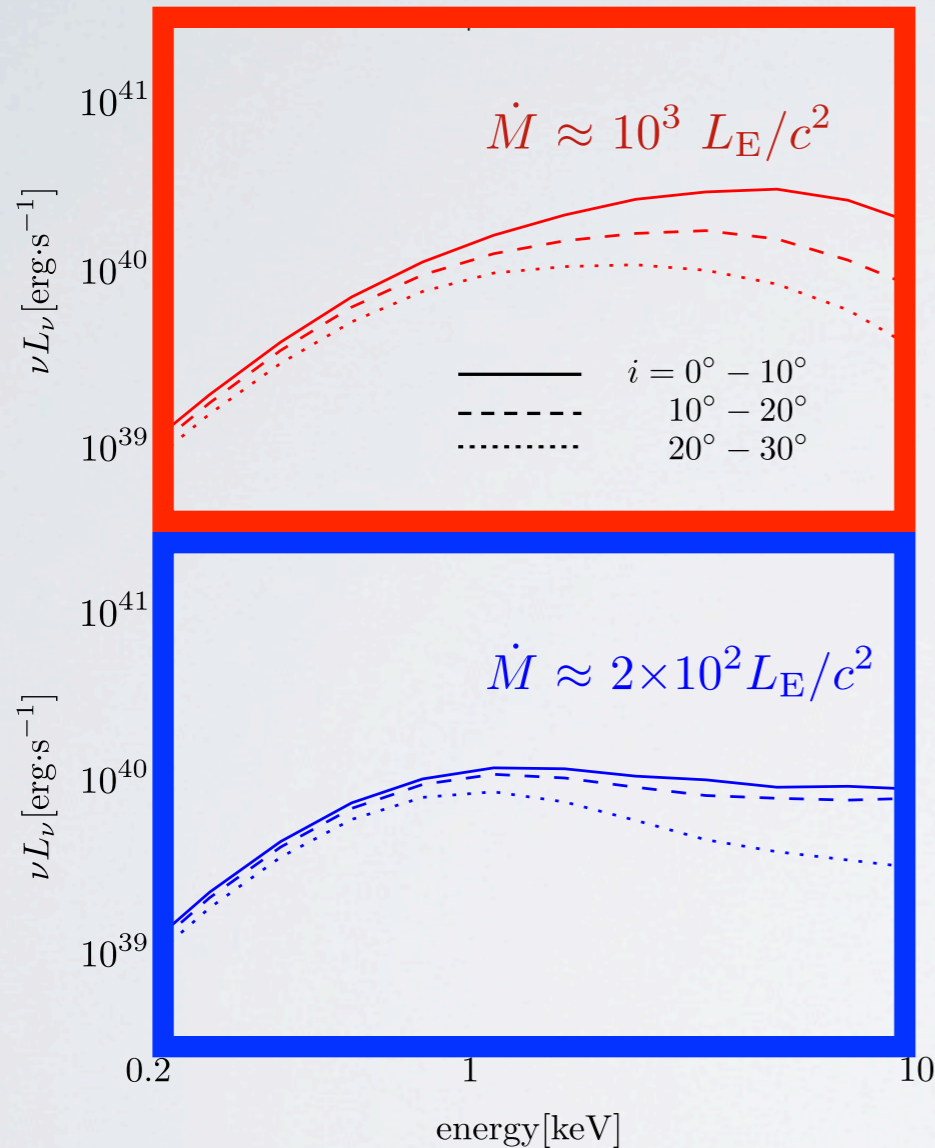 10^41
Ṁ ≈ 10^3 L_E/c^2
νL_ν[erg·s^−1]
10^40
i = 0° − 10°
10° − 20°
20° − 30°
10^39
10^41
Ṁ ≈ 2×10^2 L_E/c^2
νL_ν[erg·s^−1]
10^40
10^39
0.2 1 10
energy[keV]